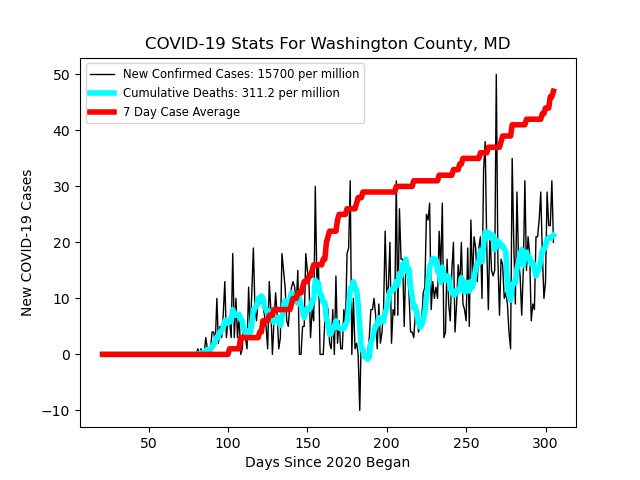 COVID-19 Stats For Washington County, MD
New Confirmed Cases: 15700 per million
Cumulative Deaths: 311.2 per million
7 Day Case Average
New COVID-19 Cases
50
40
30
20
10
0
−10
50 100 150 200 250 300
Days Since 2020 Began